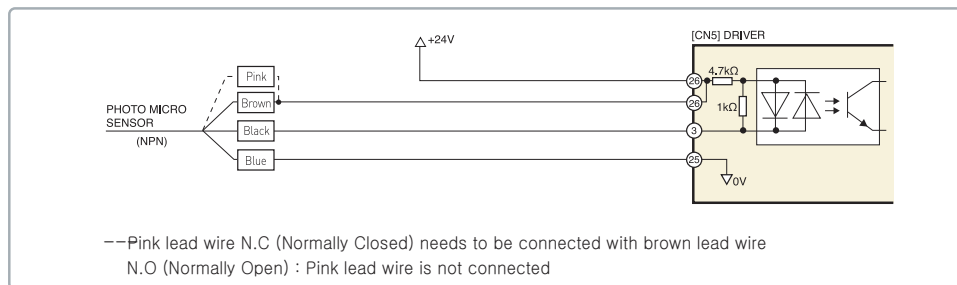 [CN5] DRIVER
+24V
Pink
26
4.7kΩ
Brown
26
1kΩ
PHOTO MICRO
SENSOR
(NPN)
Black
3
Blue
25
0V
Pink lead wire N.C (Normally Closed) needs to be connected with brown lead wire
N.O (Normally Open) : Pink lead wire is not connected